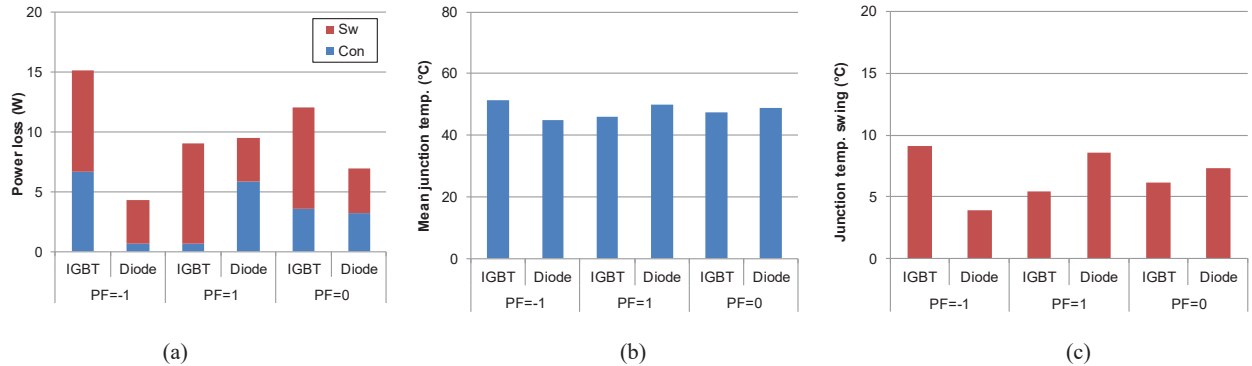 20
15
10
5
0
Power loss (W)
Sw
Con
IGBT Diode IGBT Diode IGBT Diode
PF=-1 PF=1 PF=0
(a)
80
60
40
20
0
Mean junction temp. (°C)
IGBT Diode IGBT Diode IGBT Diode
PF=-1 PF=1 PF=0
(b)
20
15
10
5
0
Junction temp. swing (°C)
IGBT Diode IGBT Diode IGBT Diode
PF=-1 PF=1 PF=0
(c)